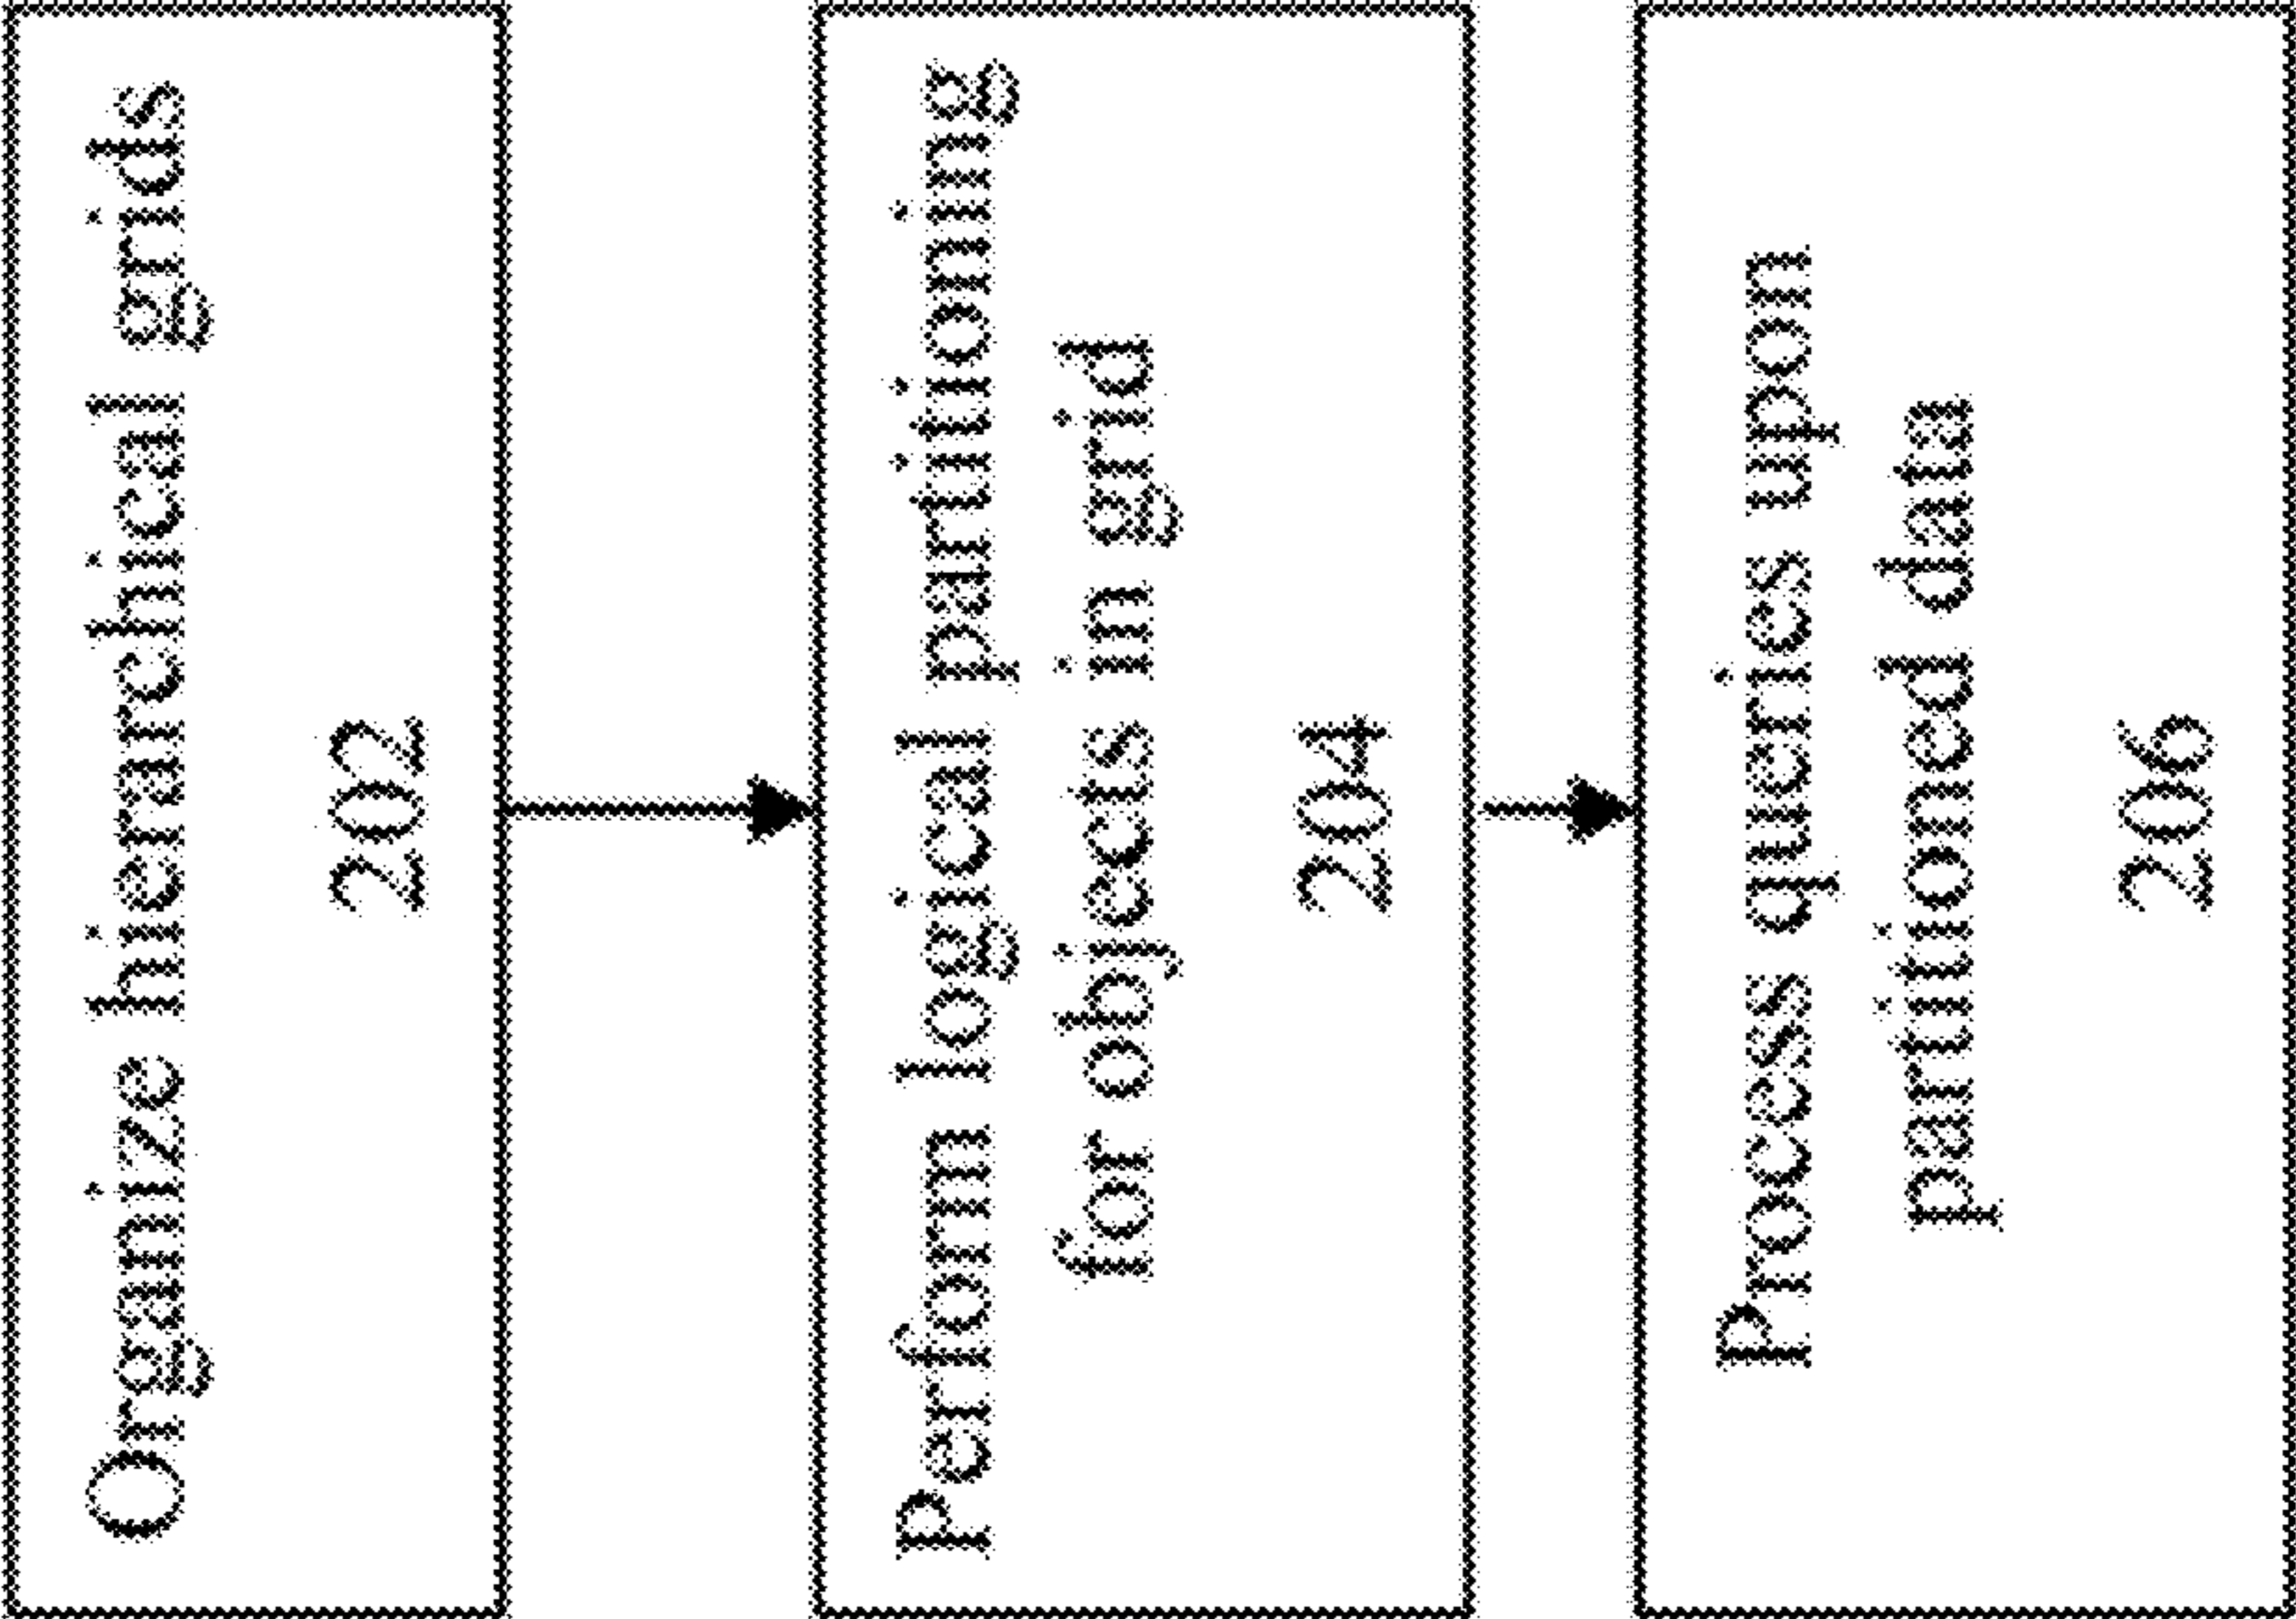 Organize hierarchical grids
202
Perform logical partitioning
for objects in grid
204
Process queries upon
partitioned data
206